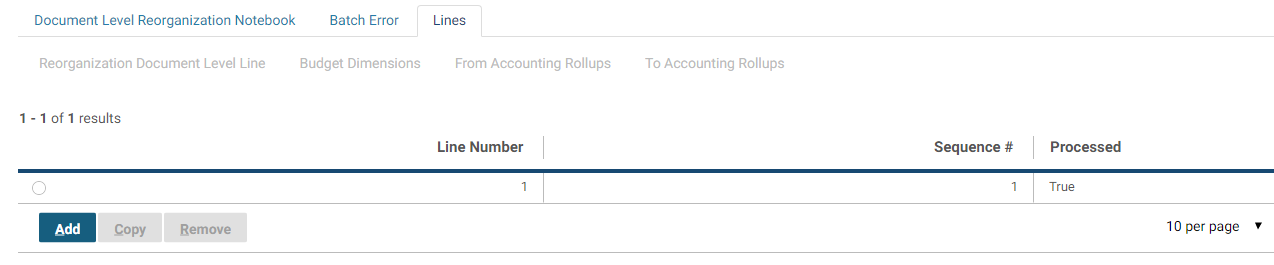 Document Level Reorganization Notebook Batch Error Lines
Reorganization Document Level Line Budget Dimensions From Accounting Rollups To Accounting Rollups
1 - 1 of 1 results
Line Number Sequence # Processed
1 1 True
Add Copy Remove 10 per page